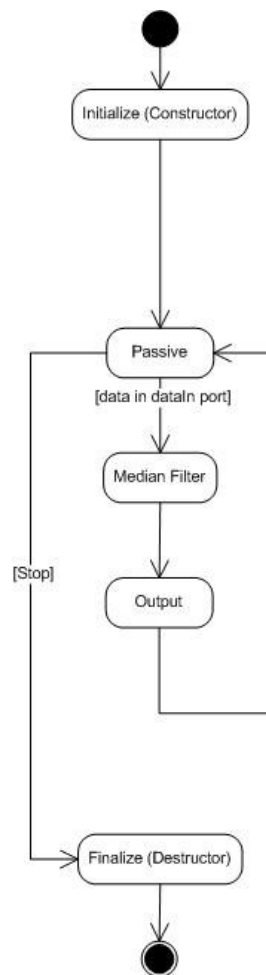 Initialize (Constructor)
Passive
[data in dataIn port]
Median Filter
[Stop]
Output
Finalize (Destructor)